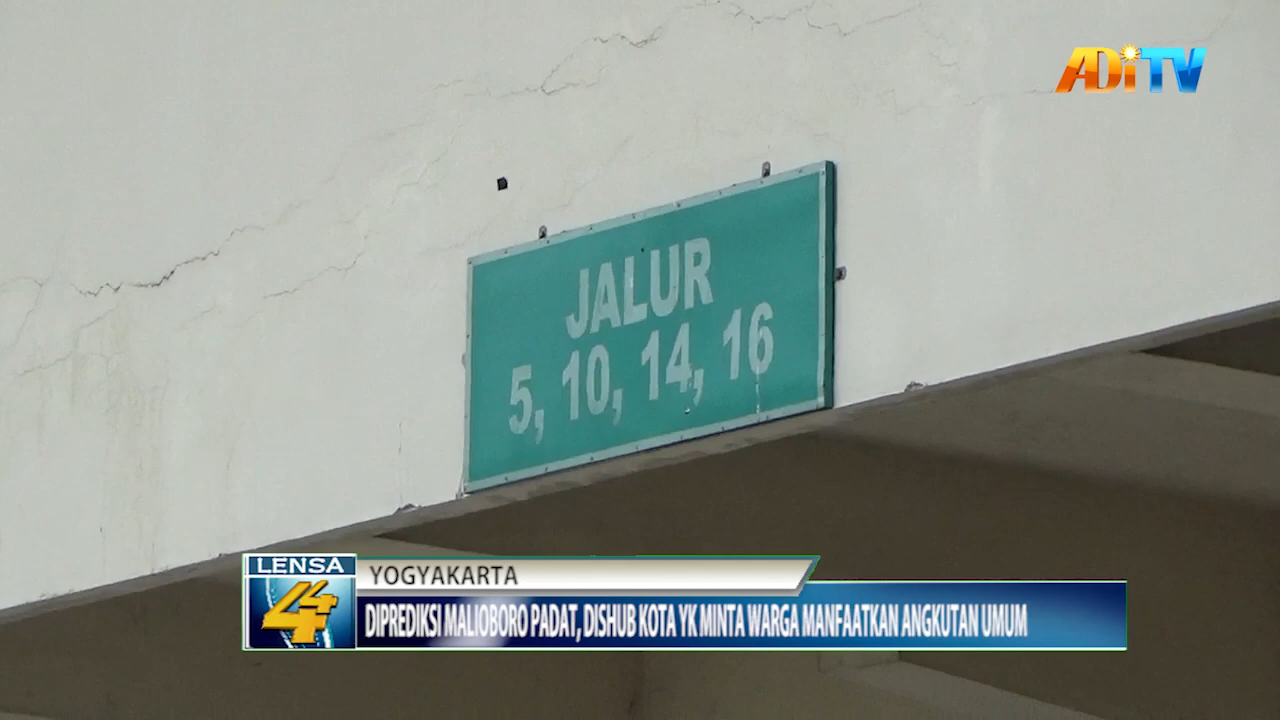 ADiTV
JALUR
5, 10, 14, 16
LENSA
44
YOGYAKARTA
DIPREDIKSI MALIOBORO PADAT, DISHUB KOTA YK MINTA WARGA MANFAATKAN ANGKUTAN UMUM